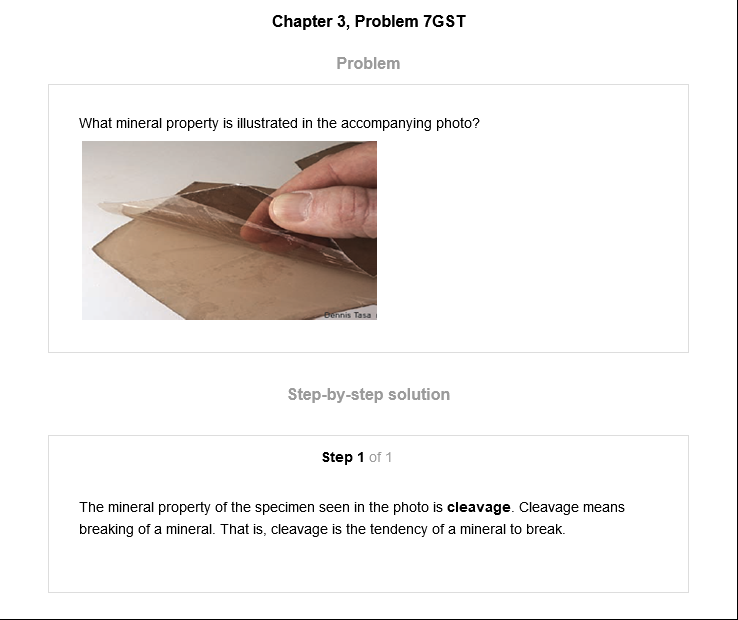 Chapter 3, Problem 7GST
Problem
What mineral property is illustrated in the accompanying photo?
Dennis Tasa
Step-by-step solution
Step 1 of 1
The mineral property of the specimen seen in the photo is cleavage. Cleavage means
breaking of a mineral. That is, cleavage is the tendency of a mineral to break.